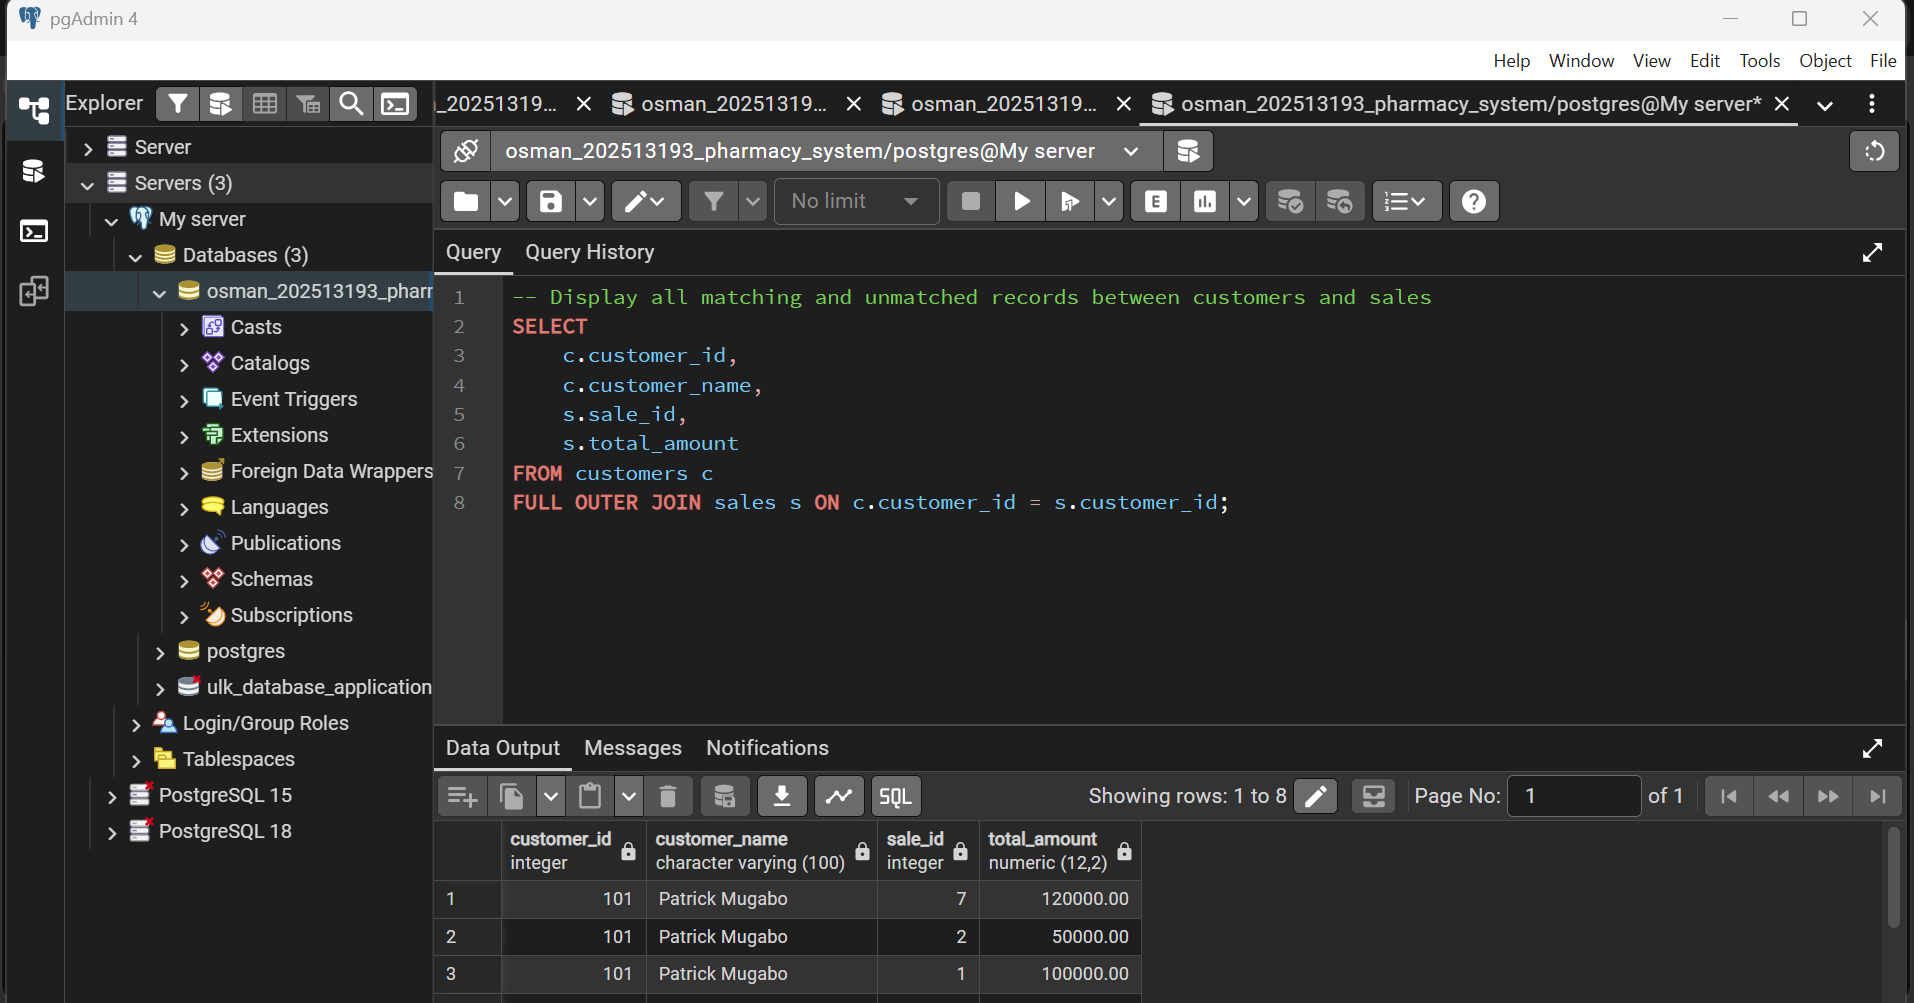 pgAdmin 4
Help Window View Edit Tools Object File
Explorer
_20251319...
osman_20251319...
osman_20251319...
osman_202513193_pharmacy_system/postgres@My server*
osman_202513193_pharmacy_system/postgres@My server
No limit
E
SQL
Server
Servers (3)
My server
Databases (3)
osman_202513193_pharr
Casts
Catalogs
Event Triggers
Extensions
Foreign Data Wrappers
Languages
Publications
Schemas
Subscriptions
postgres
ulk_database_application
Login/Group Roles
Tablespaces
PostgreSQL 15
PostgreSQL 18
Query Query History
1 -- Display all matching and unmatched records between customers and sales
2 SELECT
3 c.customer_id,
4 c.customer_name,
5 s.sale_id,
6 s.total_amount
7 FROM customers c
8 FULL OUTER JOIN sales s ON c.customer_id = s.customer_id;
Data Output Messages Notifications
Showing rows: 1 to 8 Page No: 1 of 1
customer_id customer_name sale_id total_amount
integer character varying (100) integer numeric (12,2)
1 101 Patrick Mugabo 7 120000.00
2 101 Patrick Mugabo 2 50000.00
3 101 Patrick Mugabo 1 100000.00